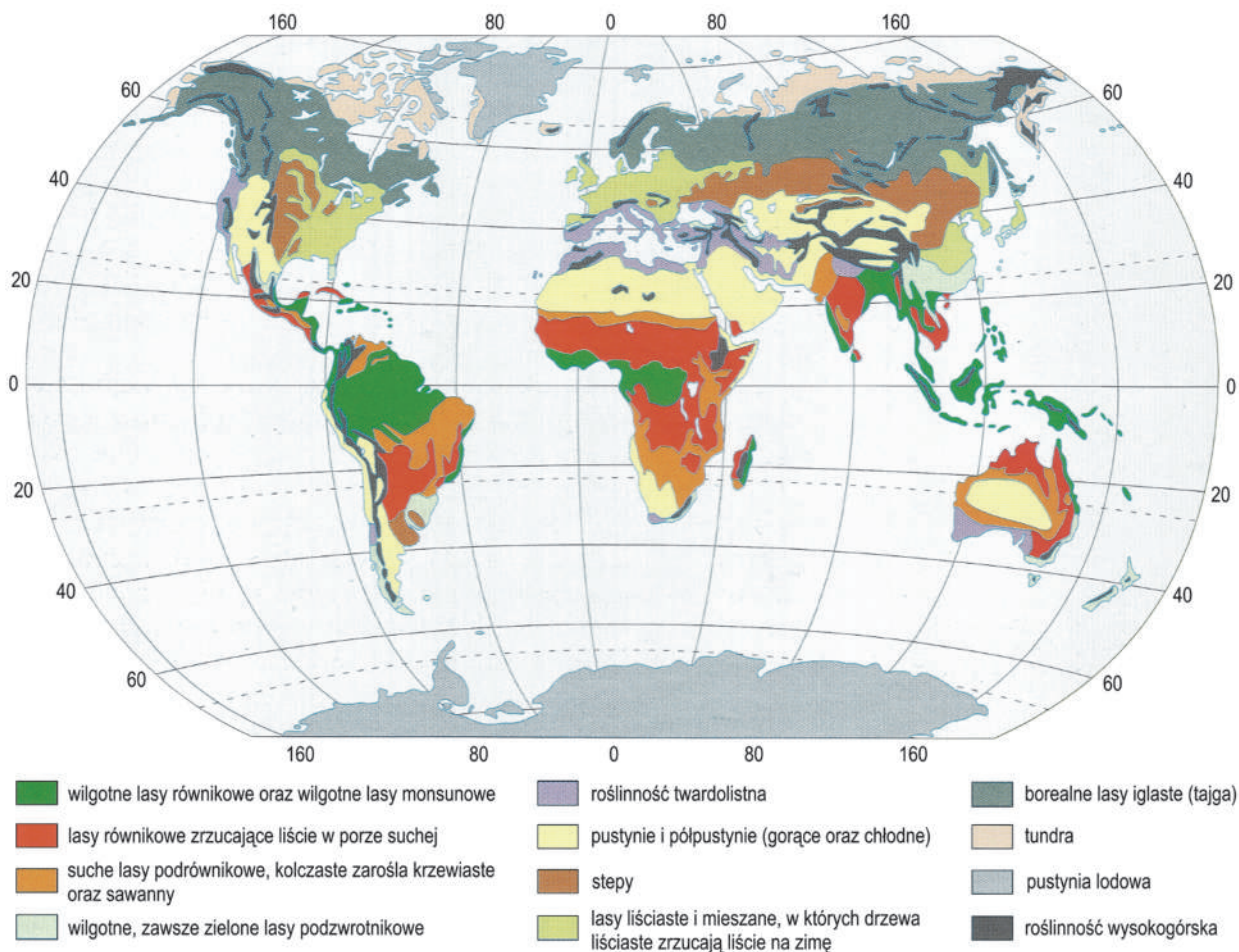 160 80 0 80 160
60 60
40 40
20 20
0 0
20 20
40 40
60 60
160 80 0 80 160
wilgotne lasy równikowe oraz wilgotne lasy monsunowe
lasy równikowe zrzucające liście w porze suchej
suche lasy podrównikowe, kolczaste zarośla krzewiaste
oraz sawanny
wilgotne, zawsze zielone lasy podzwrotnikowe
roślinność twardolistna
pustynie i półpustynie (gorące oraz chłodne)
stepy
lasy liściaste i mieszane, w których drzewa
liściaste zrzucają liście na zimę
borealne lasy iglaste (tajga)
tundra
pustynia lodowa
roślinność wysokogórska